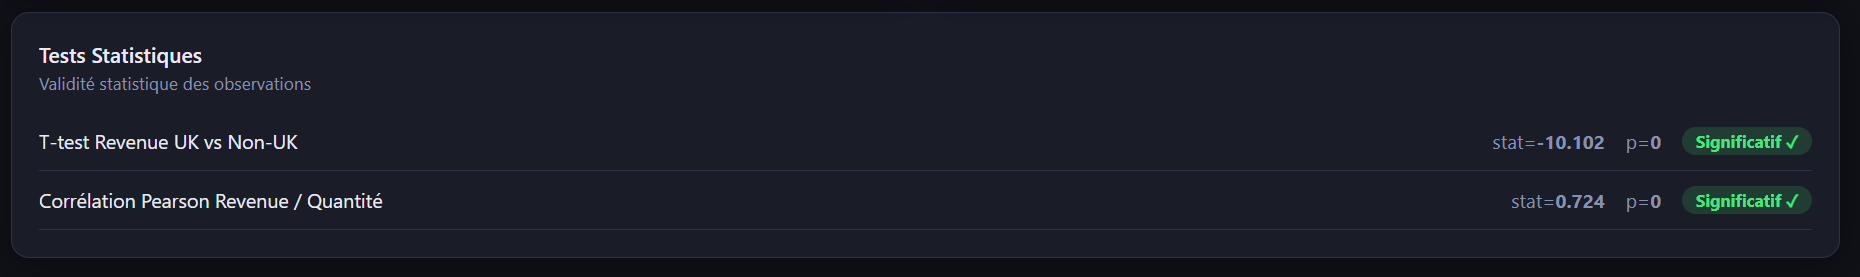 Tests Statistiques
Validité statistique des observations
T-test Revenue UK vs Non-UK stat=-10.102 p=0 Significatif ✓
Corrélation Pearson Revenue / Quantité stat=0.724 p=0 Significatif ✓